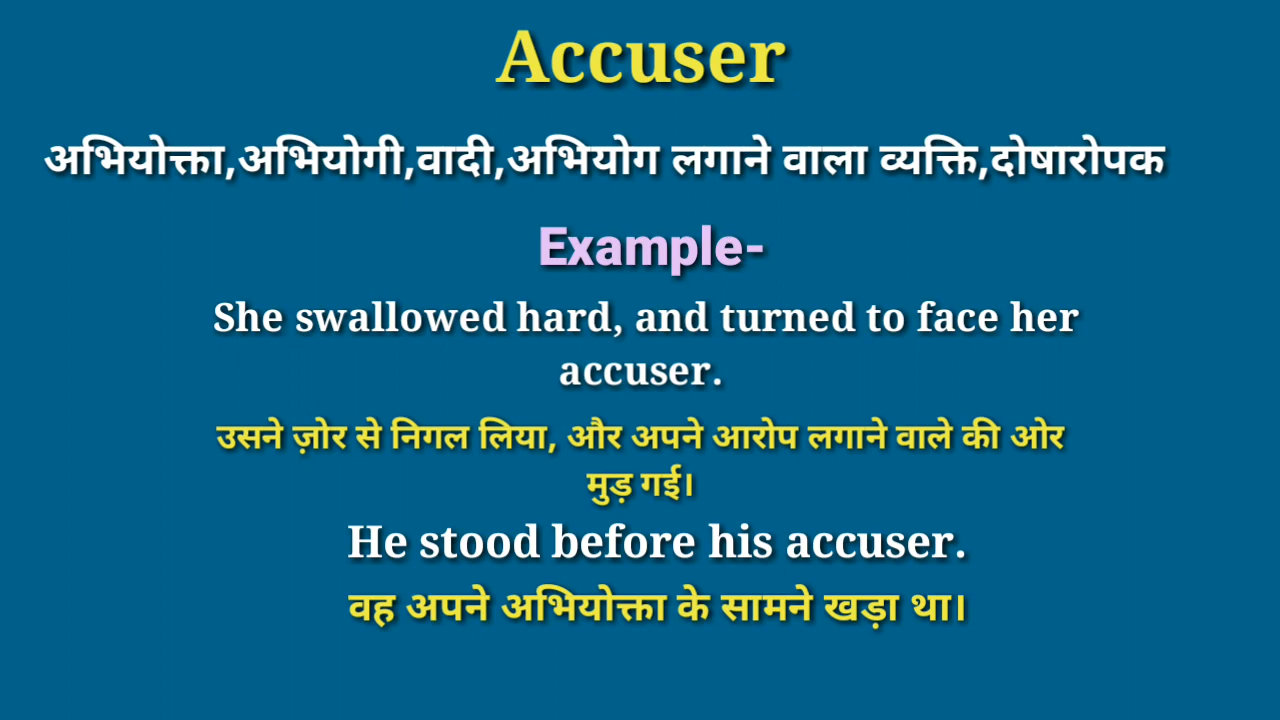 Accuser
अभियोक्ता,अभियोगी,वादी,अभियोग लगाने वाला व्यक्ति,दोषारोपक
Example-
She swallowed hard, and turned to face her
accuser.
उसने ज़ोर से निगल लिया, और अपने आरोप लगाने वाले की ओर
मुड़ गई।
He stood before his accuser.
वह अपने अभियोक्ता के सामने खड़ा था।